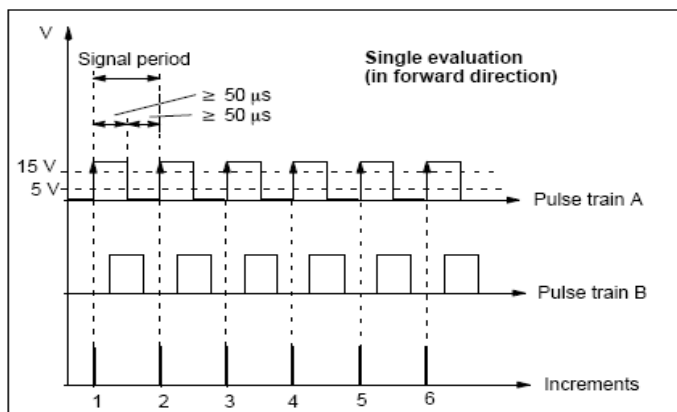 V
Signal period
Single evaluation
(in forward direction)
≥ 50 µs
≥ 50 µs
15 V
5 V
Pulse train A
Pulse train B
Increments
1 2 3 4 5 6